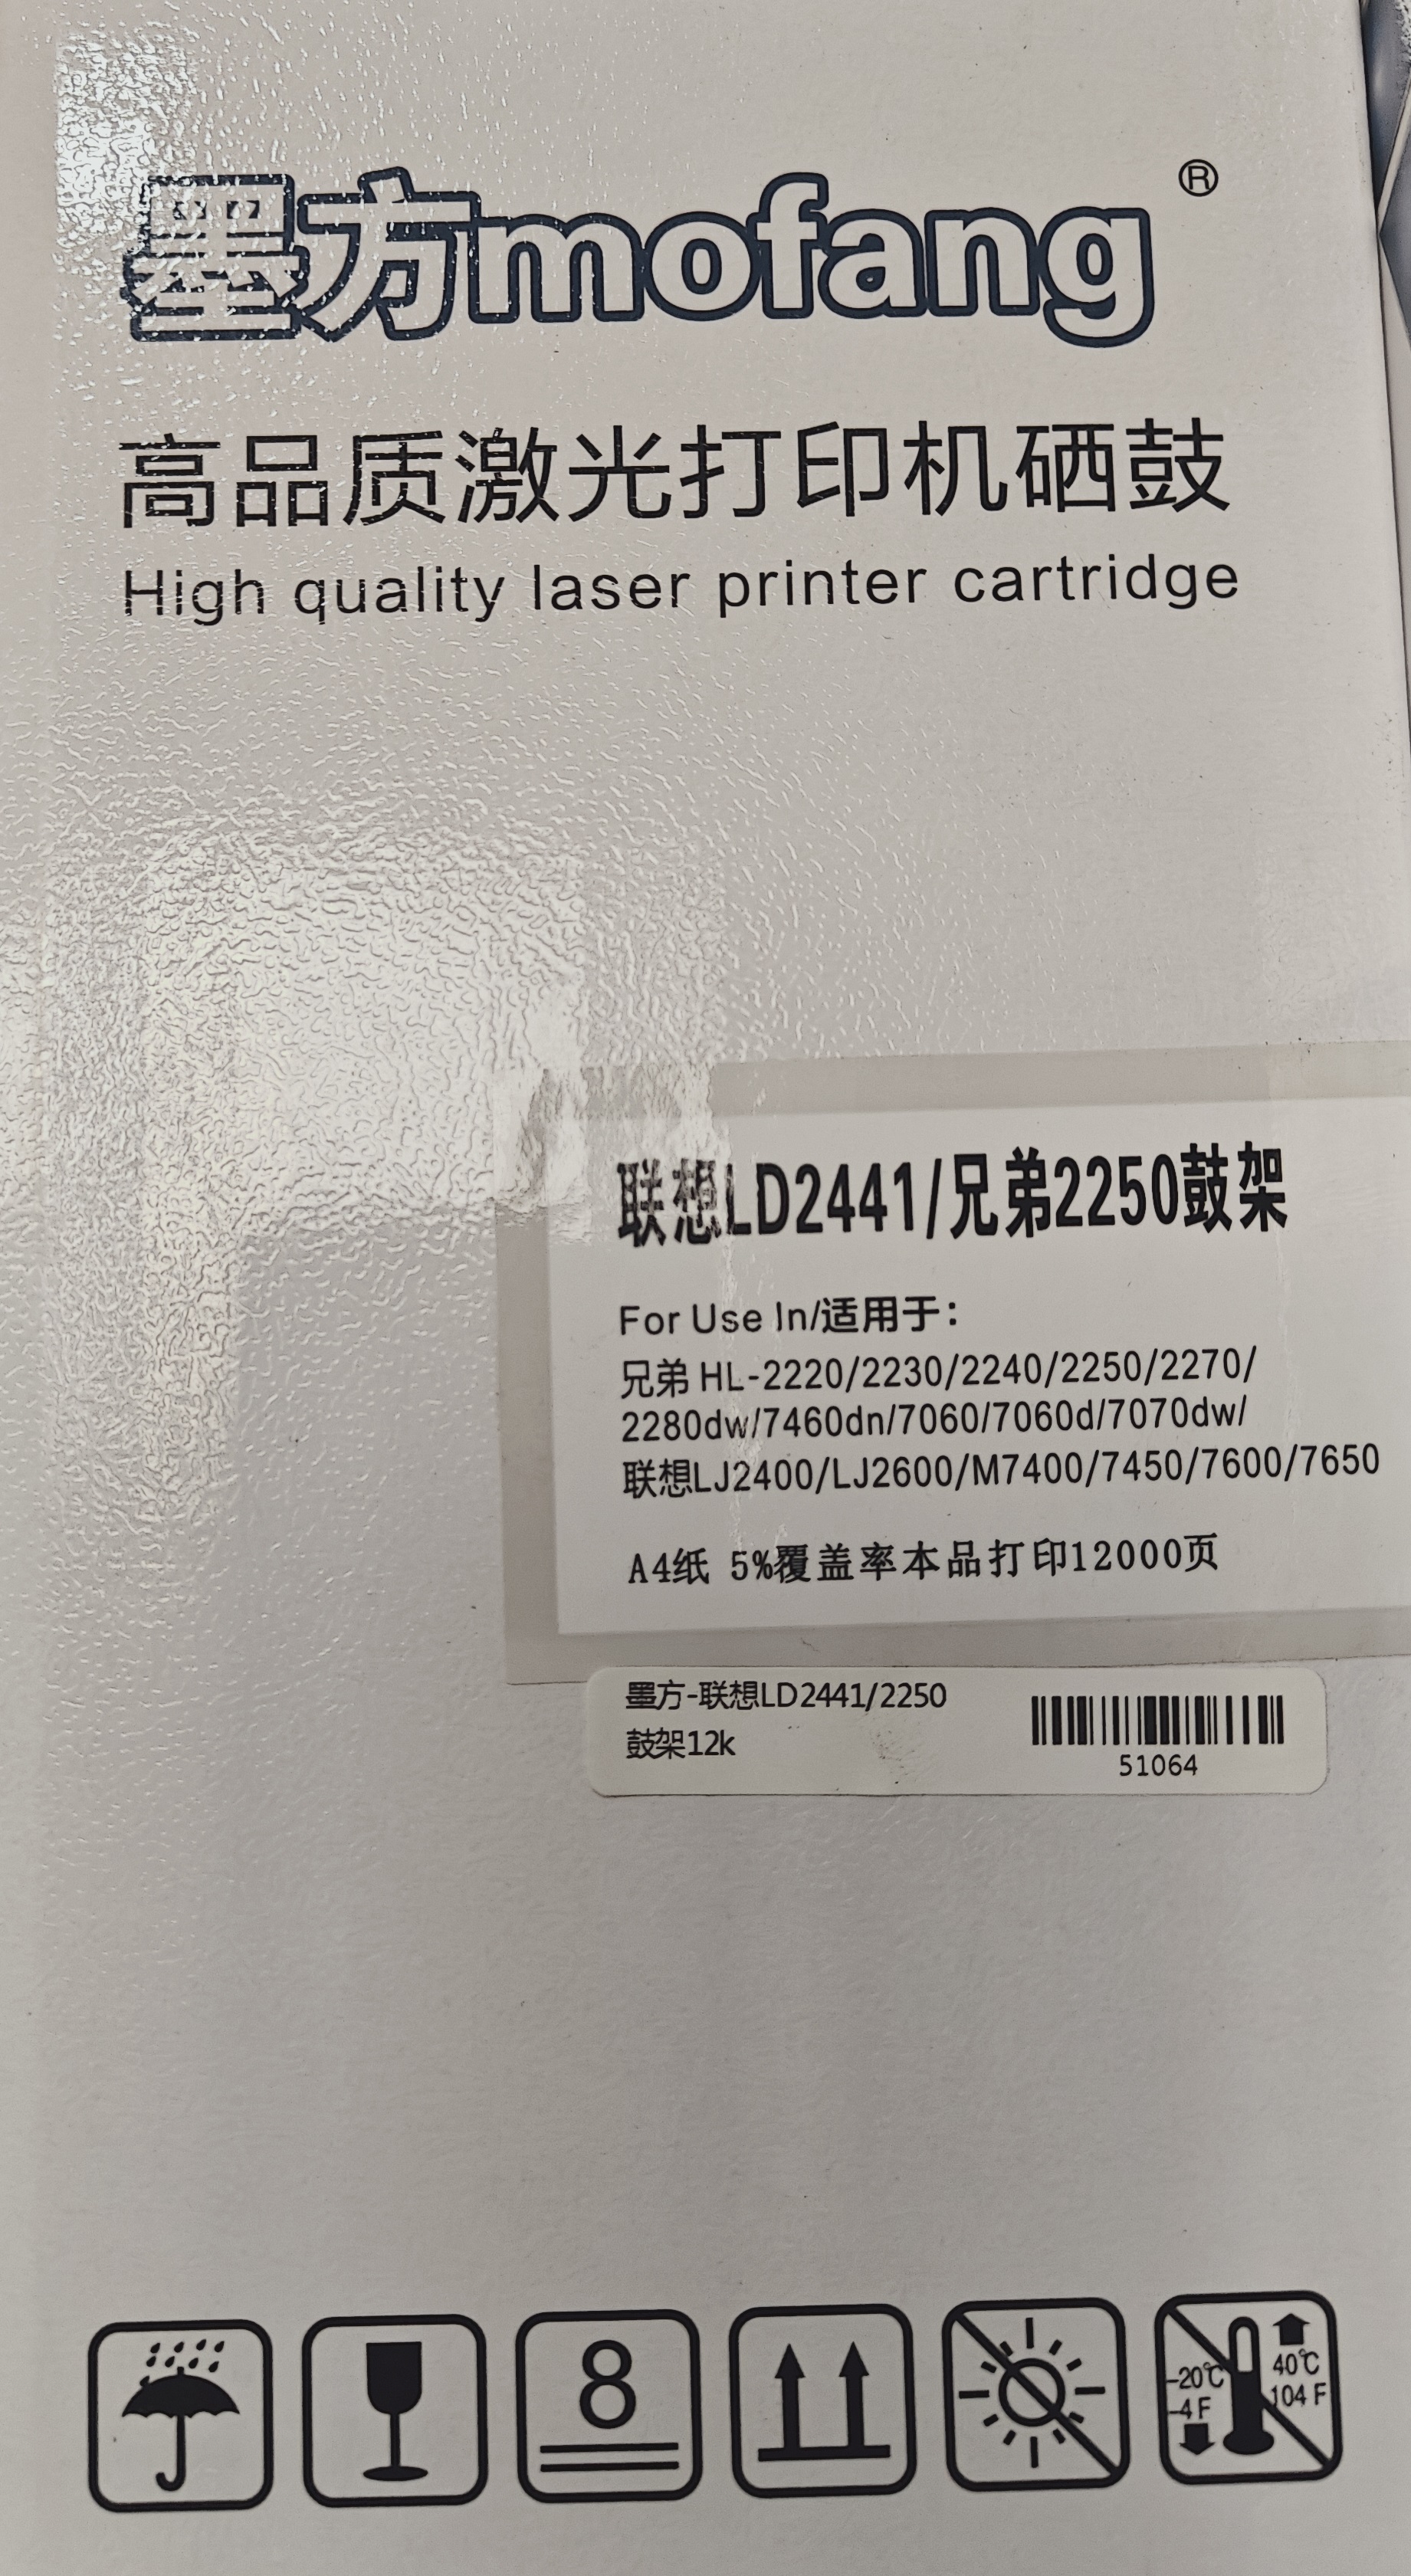 墨方mofang®
高品质激光打印机硒鼓
High quality laser printer cartridge
联想LD2441/兄弟2250鼓架
For Use In/适用于：
兄弟 HL-2220/2230/2240/2250/2270/
2280dw/7460dn/7060/7060d/7070dw/
联想LJ2400/LJ2600/M7400/7450/7600/7650
A4纸 5%覆盖率本品打印12000页
墨方-联想LD2441/2250
鼓架12k
51064
8
-20℃
-4 F
40℃
104 F